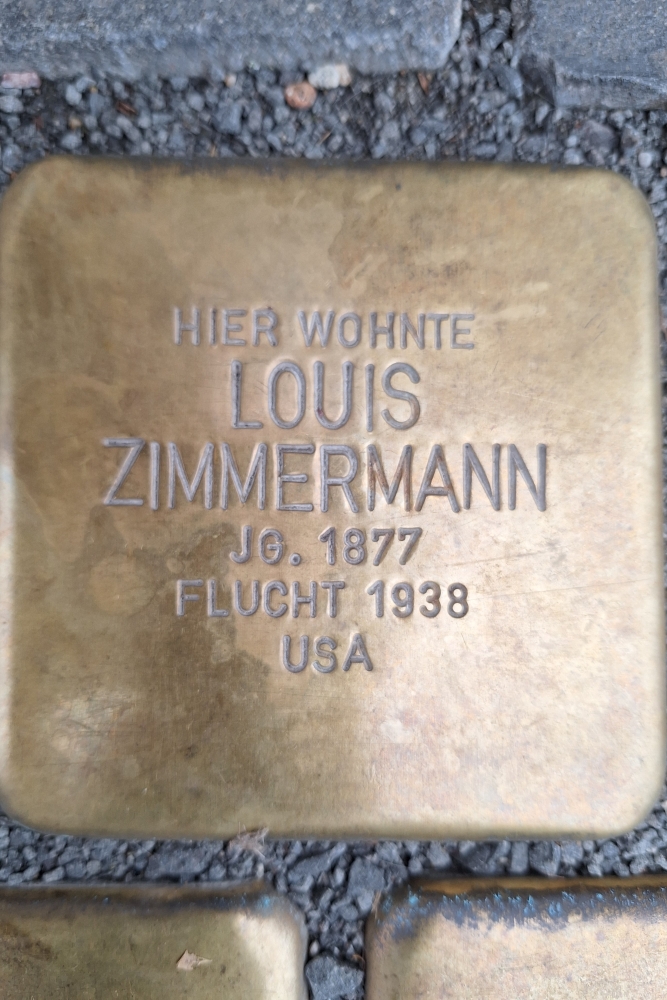 HIER WOHNTE
LOUIS
ZIMMERMANN
JG. 1877
FLUCHT 1938
USA